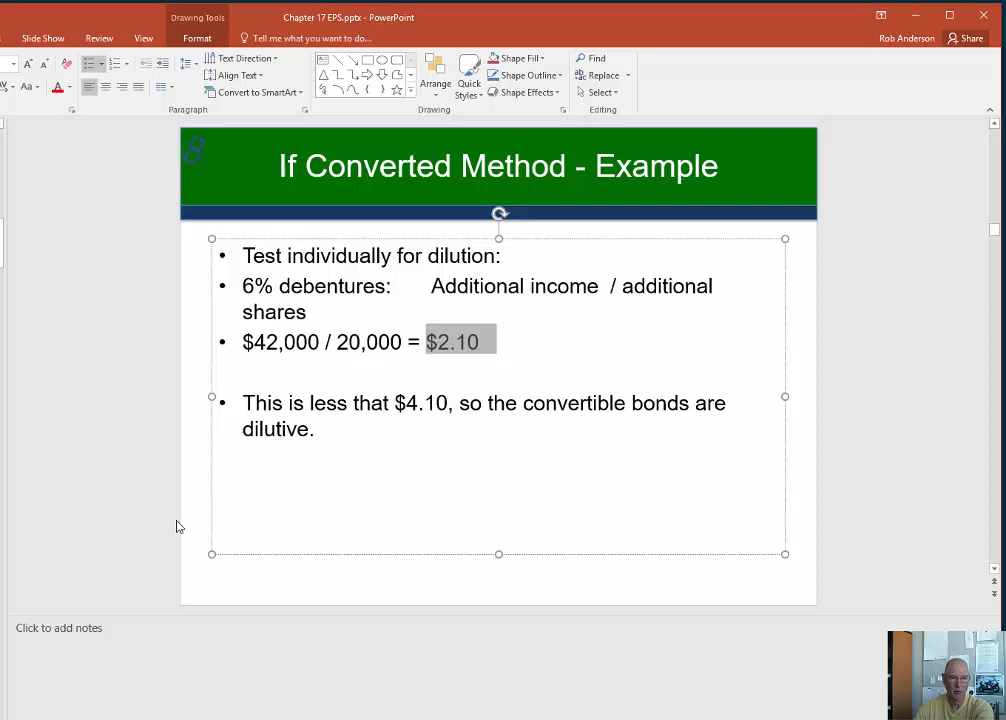 Drawing Tools
Chapter 17 EPS.pptx - PowerPoint
Slide Show Review View Format Tell me what you want to do...
Rob Anderson Share
Text Direction
Align Text
Convert to SmartArt
Aa
A
Paragraph
Arrange
Quick Styles
Shape Fill
Shape Outline
Shape Effects
Drawing
Find
Replace
Select
Editing
8
If Converted Method - Example
• Test individually for dilution:
• 6% debentures: Additional income / additional
shares
• $42,000 / 20,000 = $2.10
• This is less that $4.10, so the convertible bonds are
dilutive.
Click to add notes